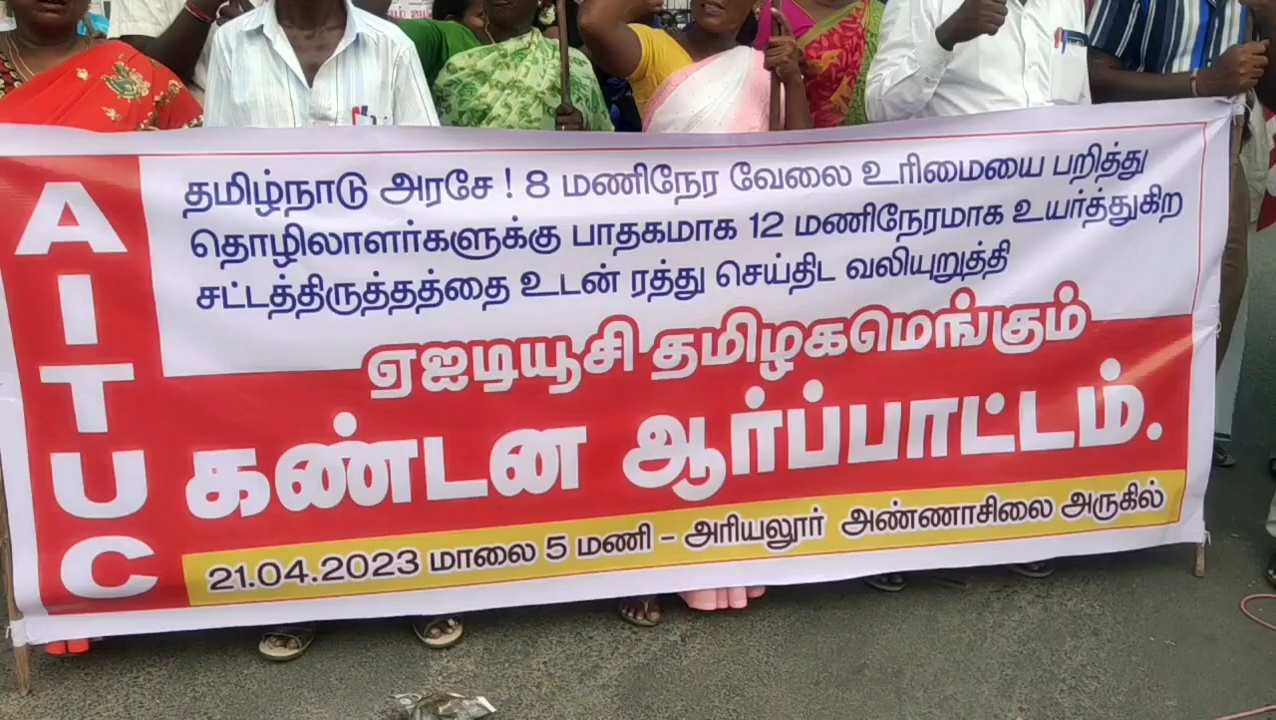 AITUC
தமிழ்நாடு அரசே ! 8 மணிநேர வேலை உரிமையை பறித்து
தொழிலாளர்களுக்கு பாதகமாக 12 மணிநேரமாக உயர்த்துகிற
சட்டத்திருத்தத்தை உடன் ரத்து செய்திட வலியுறுத்தி
ஏஐடியூசி தமிழகமெங்கும்
கண்டன ஆர்ப்பாட்டம்.
21.04.2023 மாலை 5 மணி – அரியலூர் அண்ணாசிலை அருகில்